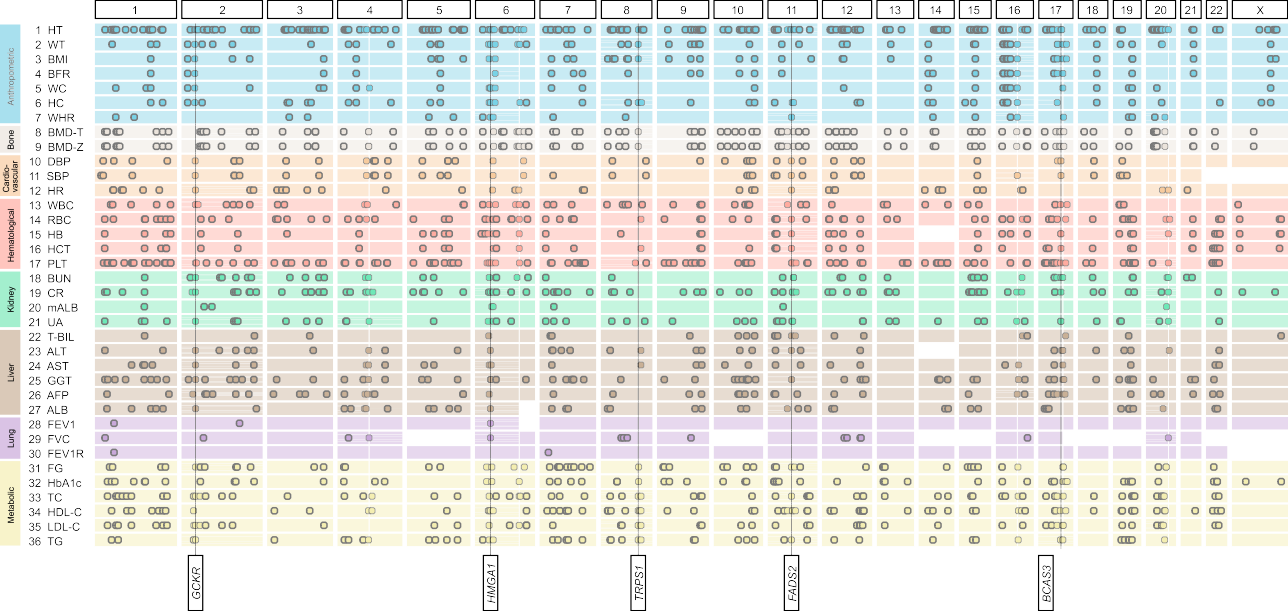 1 2 3 4 5 6 7 8 9 10 11 12 13 14 15 16 17 18 19 20 21 22 X
Anthropometric
1 HT
2 WT
3 BMI
4 BFR
5 WC
6 HC
7 WHR
Bone
8 BMD-T
9 BMD-Z
Cardio-
vascular
10 DBP
11 SBP
12 HR
Hematological
13 WBC
14 RBC
15 HB
16 HCT
17 PLT
Kidney
18 BUN
19 CR
20 mALB
21 UA
Liver
22 T-BIL
23 ALT
24 AST
25 GGT
26 AFP
27 ALB
Lung
28 FEV1
29 FVC
30 FEV1R
Metabolic
31 FG
32 HbA1c
33 TC
34 HDL-C
35 LDL-C
36 TG
GCKR
HMGA1
TRPS1
FADS2
BCAS3